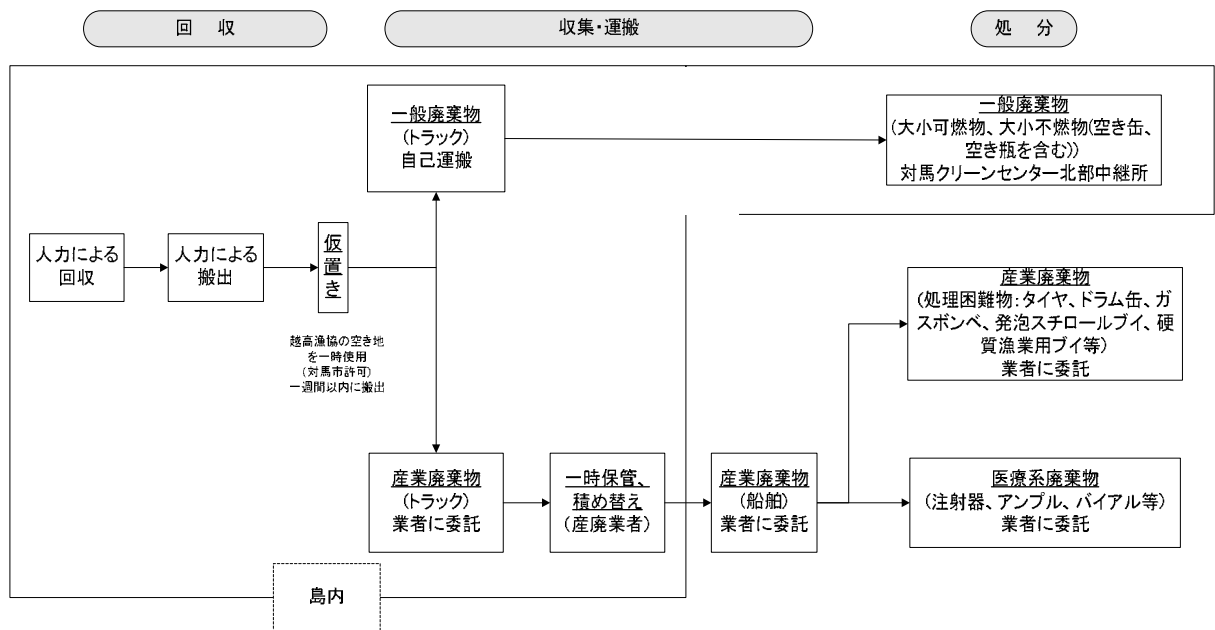 回 収
収集・運搬
処 分
一般廃棄物
(トラック)
自己運搬
一般廃棄物
(大小可燃物、大小不燃物(空き缶、
空き瓶を含む))
対馬クリーンセンター北部中継所
人力による
回収
人力による
搬出
仮置き
越高漁協の空き地
を一時使用
(対馬市許可)
一週間以内に搬出
産業廃棄物
(処理困難物:タイヤ、ドラム缶、ガ
スボンベ、発泡スチロールブイ、硬
質漁業用ブイ等)
業者に委託
産業廃棄物
(トラック)
業者に委託
一時保管、
積め替え
(産廃業者)
産業廃棄物
(船舶)
業者に委託
医療系廃棄物
(注射器、アンプル、バイアル等)
業者に委託
島内